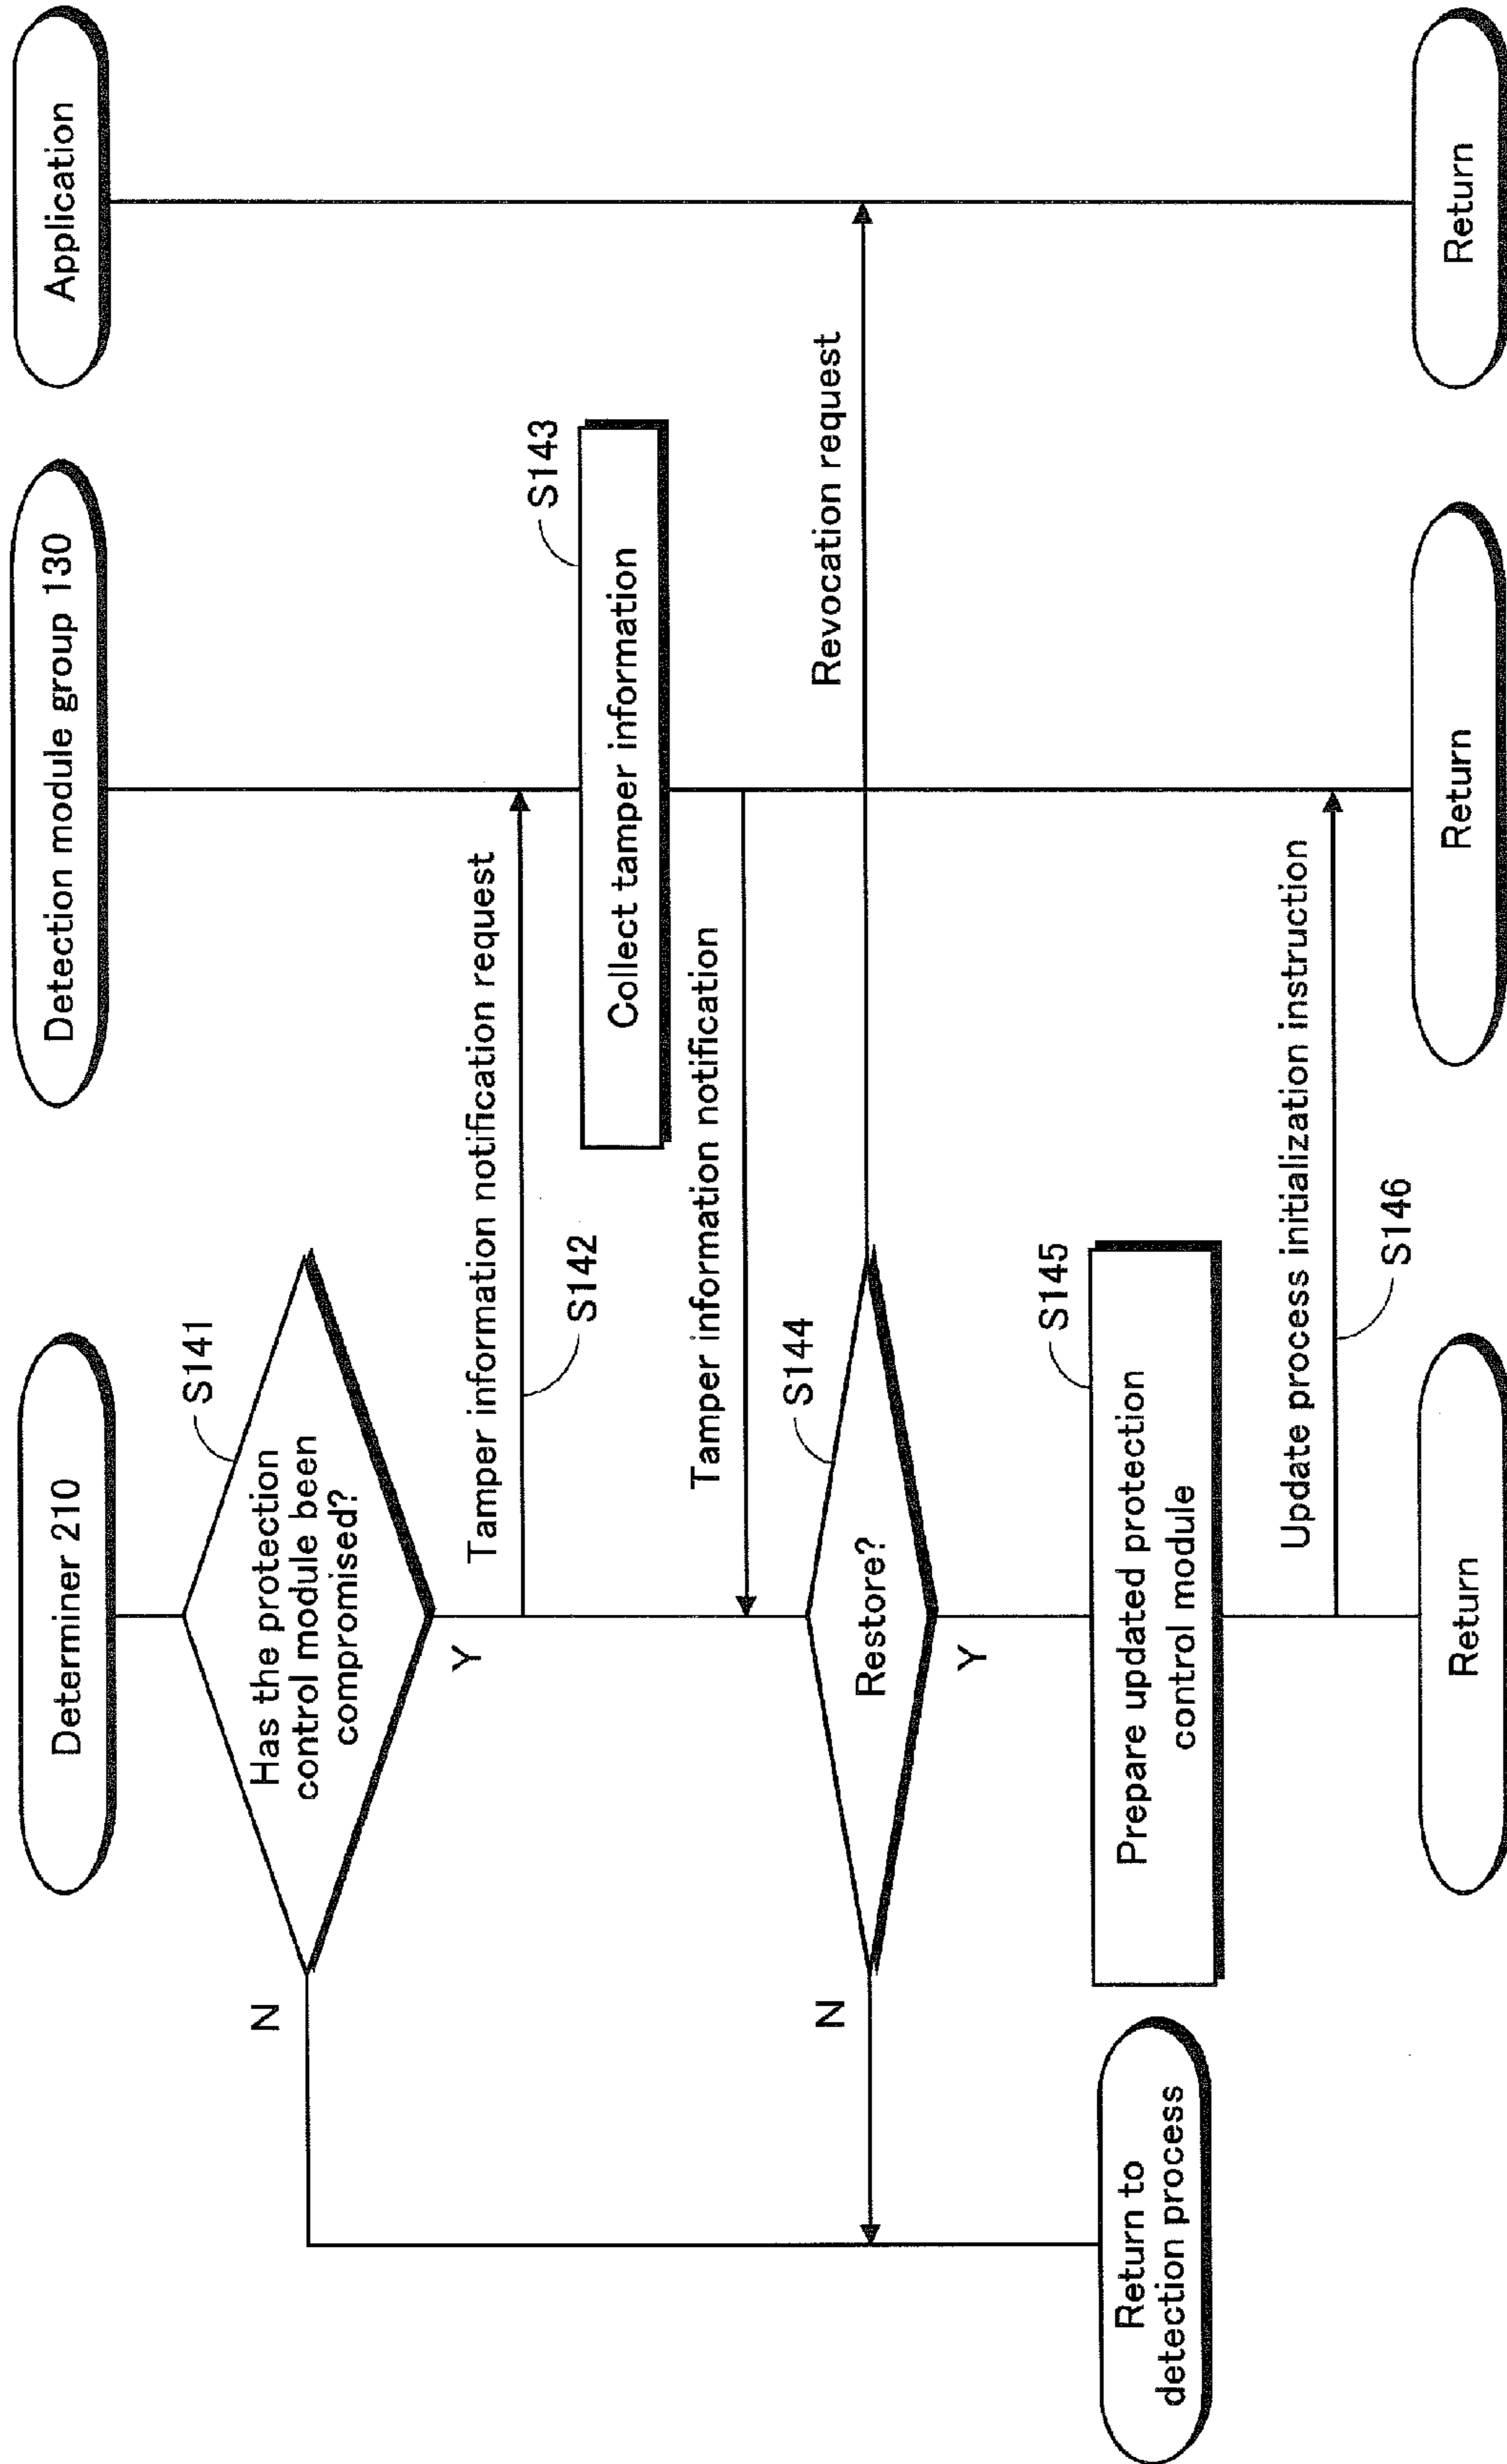 Determiner 210
Detection module group 130
Application
S141
Has the protection
control module been
compromised?
N
Y
Tamper information notification request
S142
S143
Collect tamper information
Tamper information notification
S144
Restore?
N
Y
Revocation request
S145
Prepare updated protection
control module
Return to
detection process
Update process initialization instruction
S146
Return
Return
Return